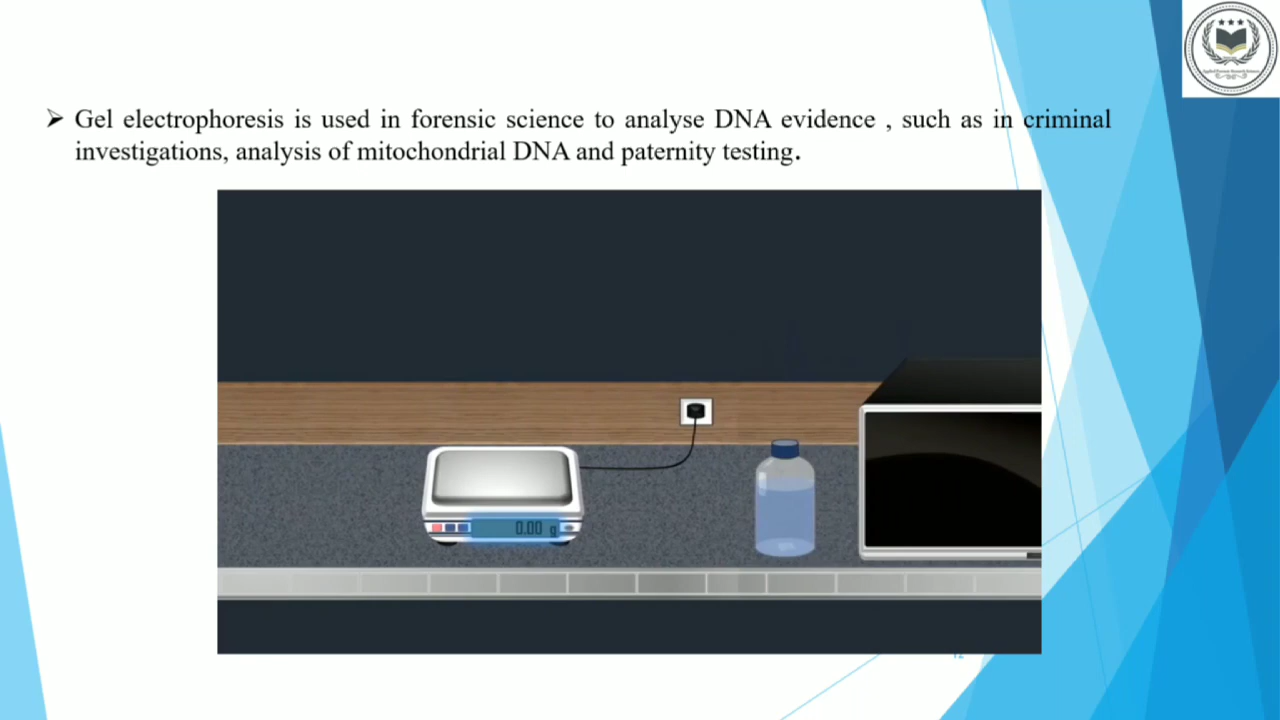 ➤ Gel electrophoresis is used in forensic science to analyse DNA evidence , such as in criminal
investigations, analysis of mitochondrial DNA and paternity testing.
0.00 g
12